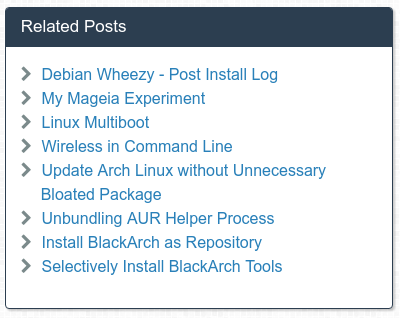 Related Posts
Debian Wheezy - Post Install Log
My Mageia Experiment
Linux Multiboot
Wireless in Command Line
Update Arch Linux without Unnecessary
Bloated Package
Unbundling AUR Helper Process
Install BlackArch as Repository
Selectively Install BlackArch Tools